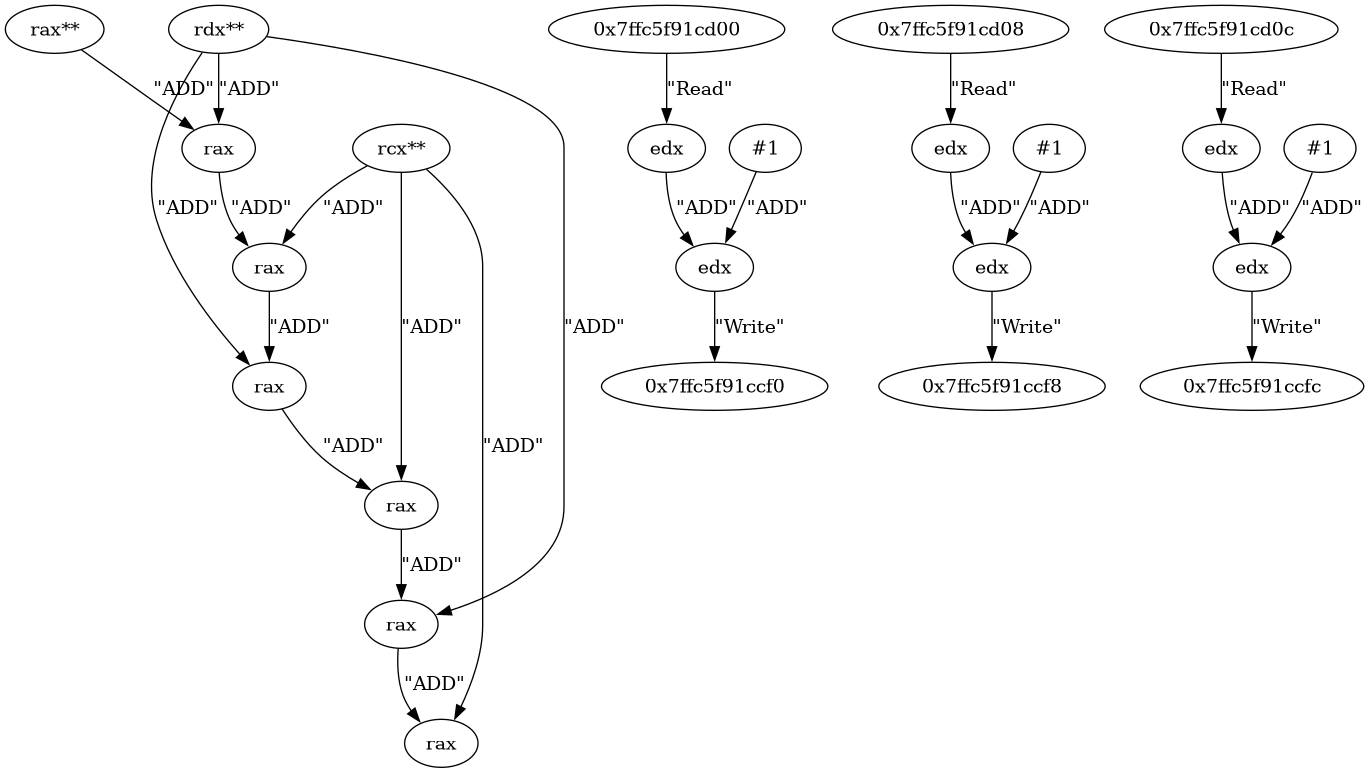 rax** rdx** 0x7ffc5f91cd00 0x7ffc5f91cd08 0x7ffc5f91cd0c
"ADD" "ADD" "Read" "Read" "Read"
rax rcx** edx #1 edx #1 edx #1
"ADD" "ADD" "ADD" "ADD" "ADD" "ADD" "ADD" "ADD" "ADD"
rax edx edx edx
"ADD" "ADD" "ADD" "Write" "Write" "Write"
rax 0x7ffc5f91ccf0 0x7ffc5f91ccf8 0x7ffc5f91ccfc
"ADD" "ADD"
rax
"ADD"
rax
"ADD"
rax